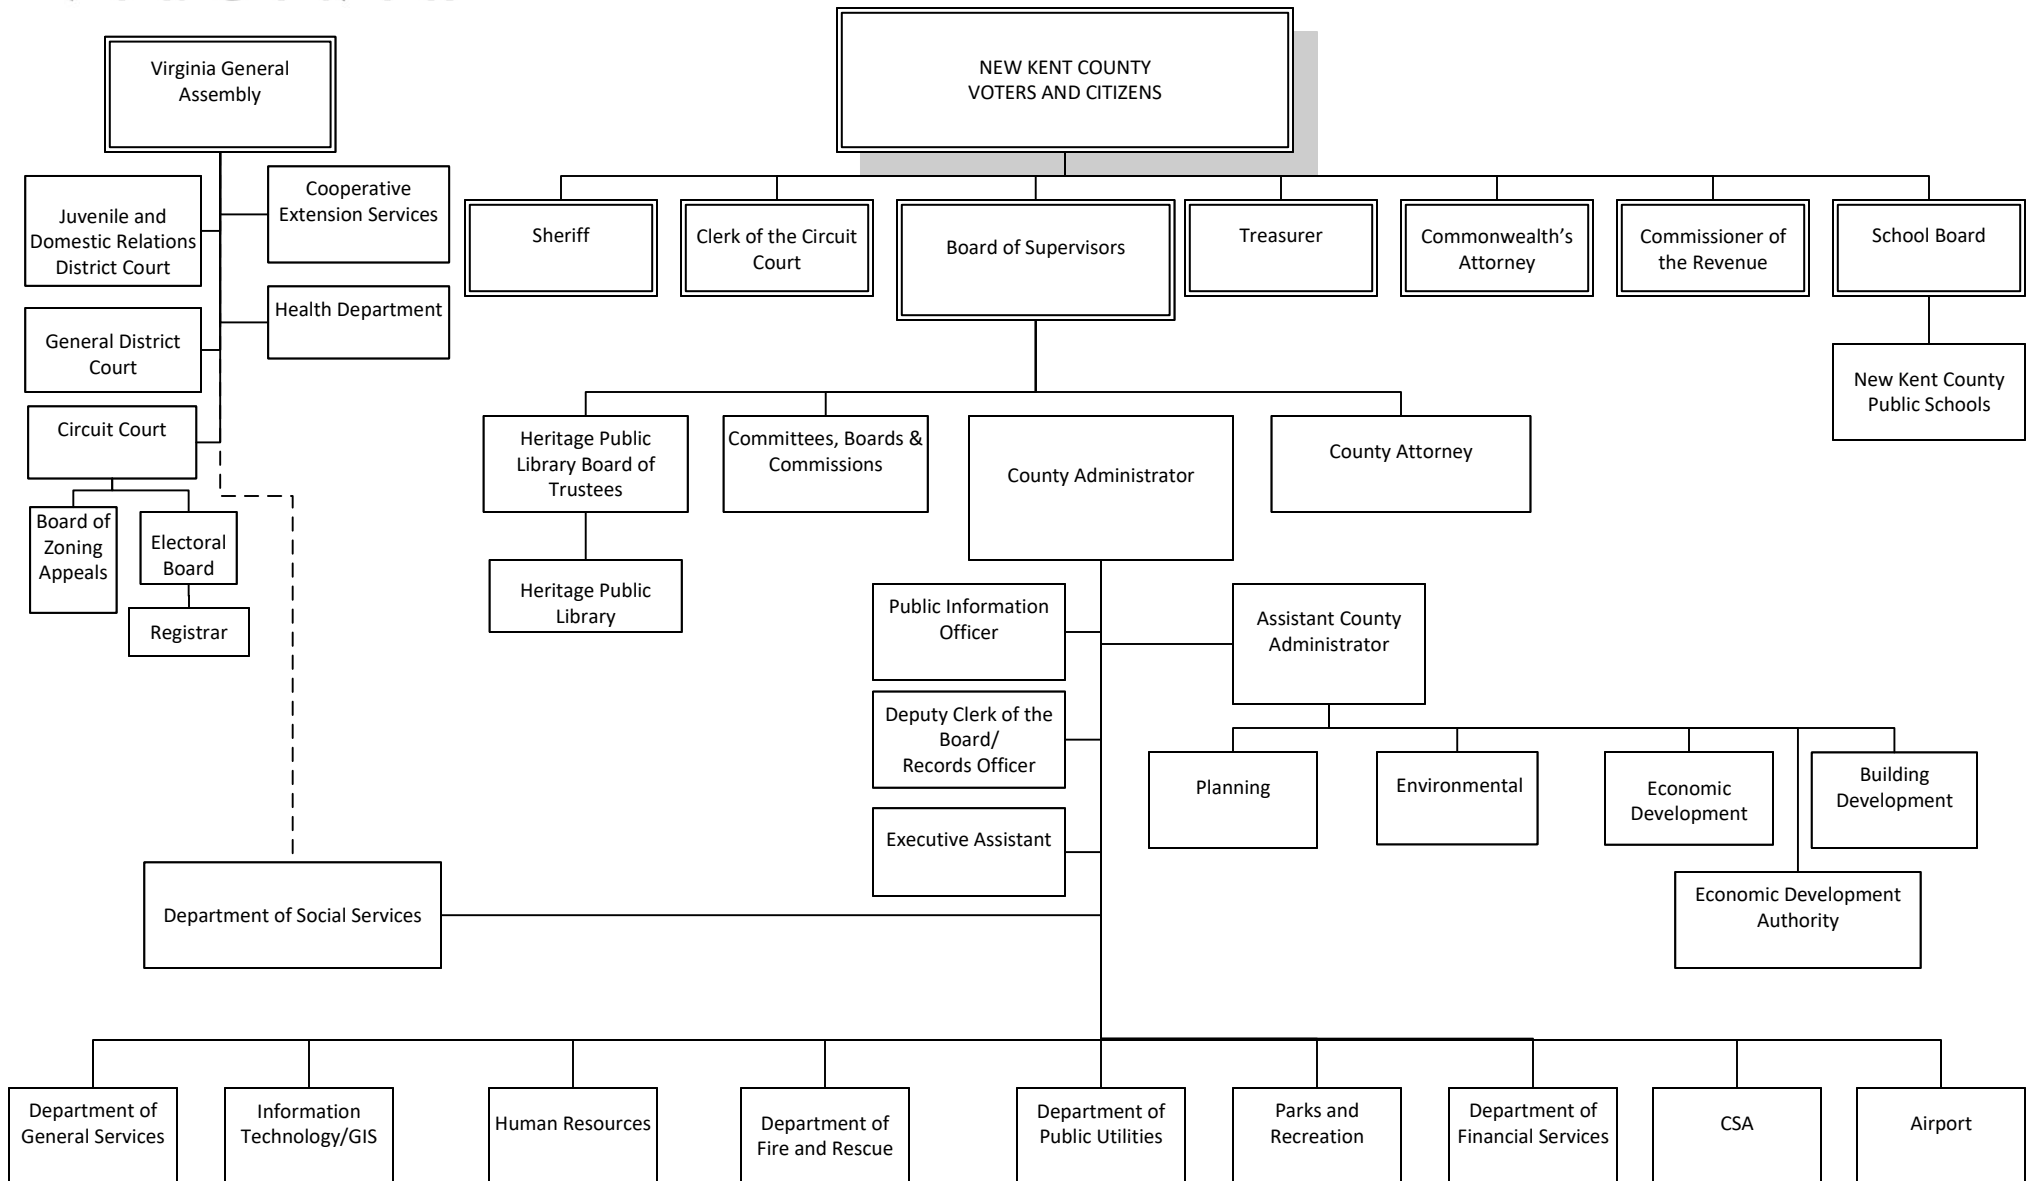 Virginia General
Assembly
NEW KENT COUNTY
VOTERS AND CITIZENS
Juvenile and
Domestic Relations
District Court
Cooperative
Extension Services
General District
Court
Health Department
Circuit Court
Board of
Zoning
Appeals
Electoral
Board
Registrar
Sheriff
Clerk of the Circuit
Court
Board of Supervisors
Treasurer
Commonwealth’s
Attorney
Commissioner of
the Revenue
School Board
New Kent County
Public Schools
Heritage Public
Library Board of
Trustees
Committees, Boards &
Commissions
County Administrator
County Attorney
Heritage Public
Library
Public Information
Officer
Assistant County
Administrator
Deputy Clerk of the
Board/
Records Officer
Executive Assistant
Planning
Environmental
Economic
Development
Building
Development
Economic Development
Authority
Department of Social Services
Department of
General Services
Information
Technology/GIS
Human Resources
Department of
Fire and Rescue
Department of
Public Utilities
Parks and
Recreation
Department of
Financial Services
CSA
Airport